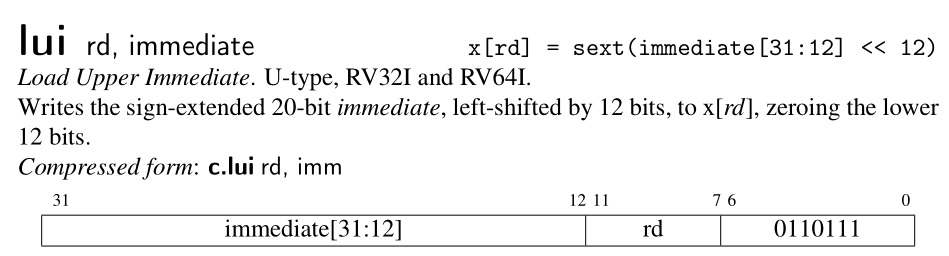 lui rd, immediate x[rd] = sext(immediate[31:12] << 12)
Load Upper Immediate. U-type, RV32I and RV64I.
Writes the sign-extended 20-bit immediate, left-shifted by 12 bits, to x[rd], zeroing the lower
12 bits.
Compressed form: c.lui rd, imm
31 12 11 7 6 0
immediate[31:12] rd 0110111